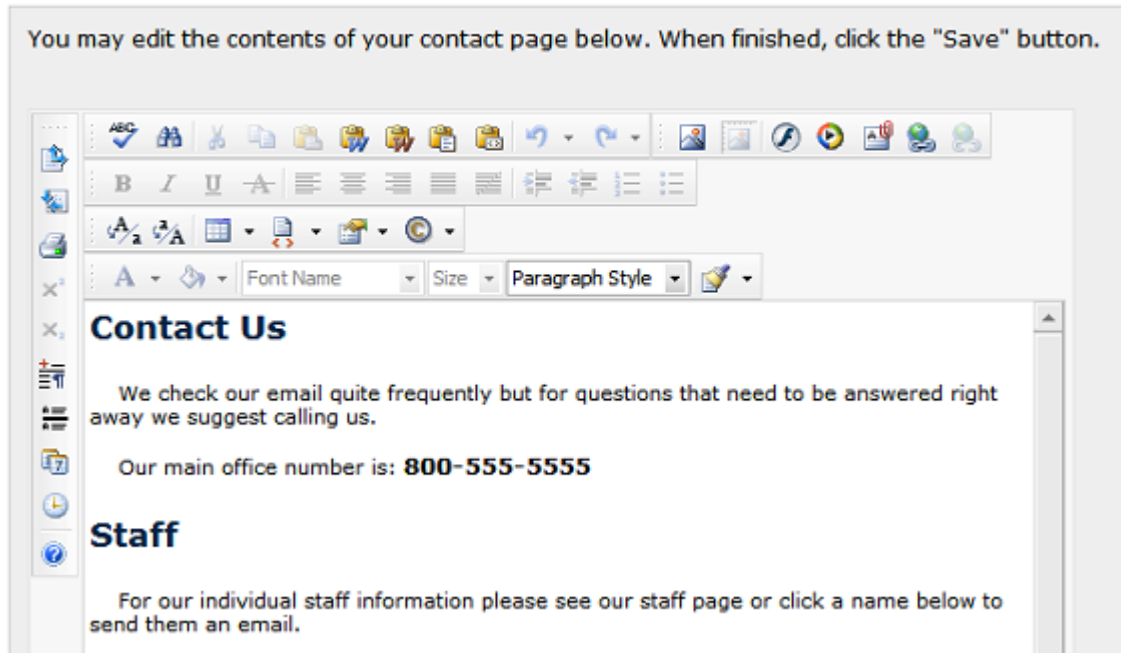 You may edit the contents of your contact page below. When finished, click the "Save" button.
ABC
B I U A
A a a A
A Font Name Size Paragraph Style
Contact Us
We check our email quite frequently but for questions that need to be answered right
away we suggest calling us.
Our main office number is: 800-555-5555
Staff
For our individual staff information please see our staff page or click a name below to
send them an email.